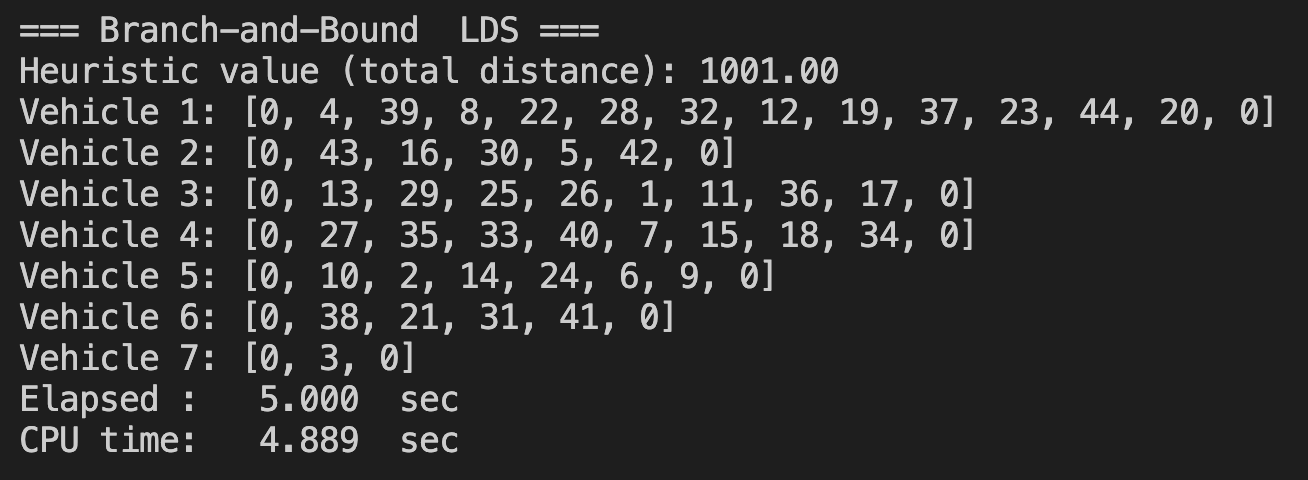 === Branch-and-Bound  LDS ===
Heuristic value (total distance): 1001.00
Vehicle 1: [0, 4, 39, 8, 22, 28, 32, 12, 19, 37, 23, 44, 20, 0]
Vehicle 2: [0, 43, 16, 30, 5, 42, 0]
Vehicle 3: [0, 13, 29, 25, 26, 1, 11, 36, 17, 0]
Vehicle 4: [0, 27, 35, 33, 40, 7, 15, 18, 34, 0]
Vehicle 5: [0, 10, 2, 14, 24, 6, 9, 0]
Vehicle 6: [0, 38, 21, 31, 41, 0]
Vehicle 7: [0, 3, 0]
Elapsed :   5.000  sec
CPU time:   4.889  sec